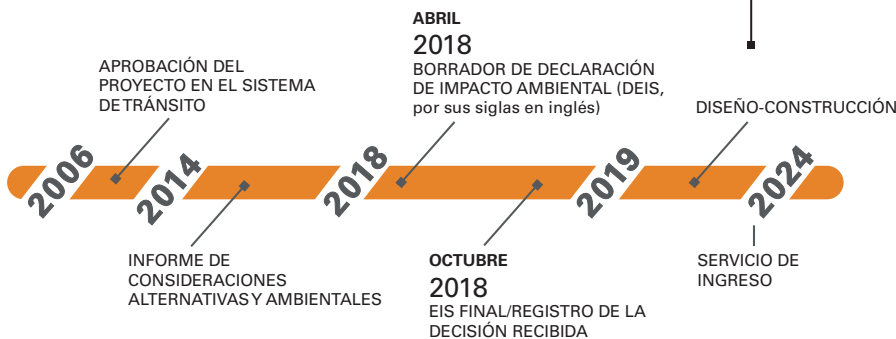 ABRIL
2018
BORRADOR DE DECLARACIÓN
DE IMPACTO AMBIENTAL (DEIS,
por sus siglas en inglés)
APROBACIÓN DEL
PROYECTO EN EL SISTEMA
DE TRÁNSITO
DISEÑO-CONSTRUCCIÓN
2006
2014
2018
2019
2024
INFORME DE
CONSIDERACIONES
ALTERNATIVAS Y AMBIENTALES
OCTUBRE
2018
EIS FINAL/REGISTRO DE LA
DECISIÓN RECIBIDA
SERVICIO DE
INGRESO